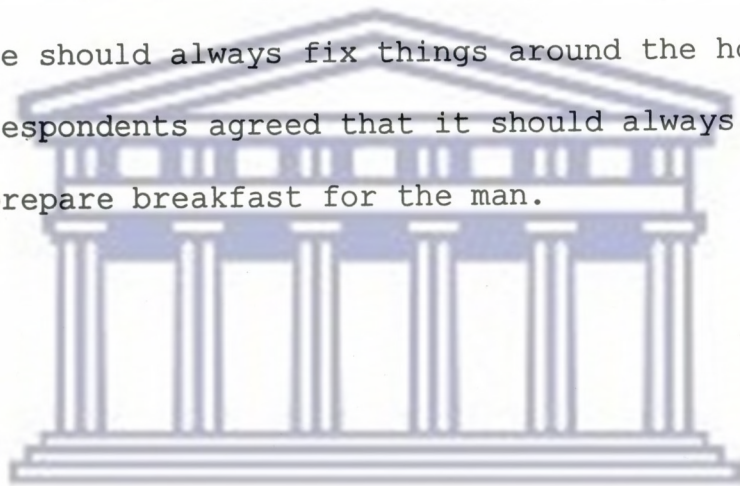 e should always fix things around the ho
espondents agreed that it should always
repare breakfast for the man.